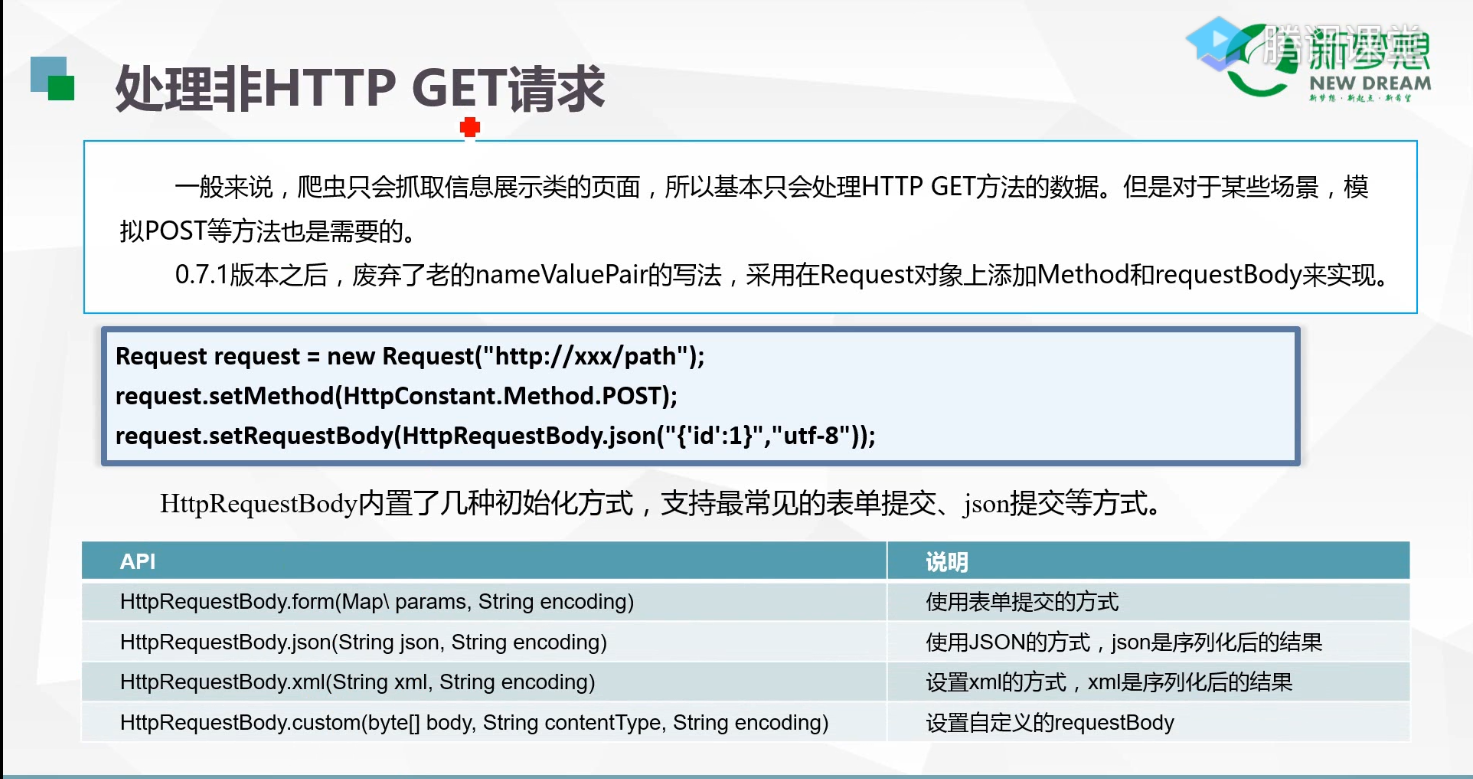 腾讯课堂
新梦想
NEW DREAM
新梦想·新起点·新希望
处理非HTTP GET请求
一般来说，爬虫只会抓取信息展示类的页面，所以基本只会处理HTTP GET方法的数据。但是对于某些场景，模
拟POST等方法也是需要的。
0.7.1版本之后，废弃了老的nameValuePair的写法，采用在Request对象上添加Method和requestBody来实现。
Request request = new Request("http://xxx/path");
request.setMethod(HttpConstant.Method.POST);
request.setRequestBody(HttpRequestBody.json("{'id':1}","utf-8"));
HttpRequestBody内置了几种初始化方式，支持最常见的表单提交、json提交等方式。
API 说明
HttpRequestBody.form(Map\ params, String encoding) 使用表单提交的方式
HttpRequestBody.json(String json, String encoding) 使用JSON的方式，json是序列化后的结果
HttpRequestBody.xml(String xml, String encoding) 设置xml的方式，xml是序列化后的结果
HttpRequestBody.custom(byte[] body, String contentType, String encoding) 设置自定义的requestBody